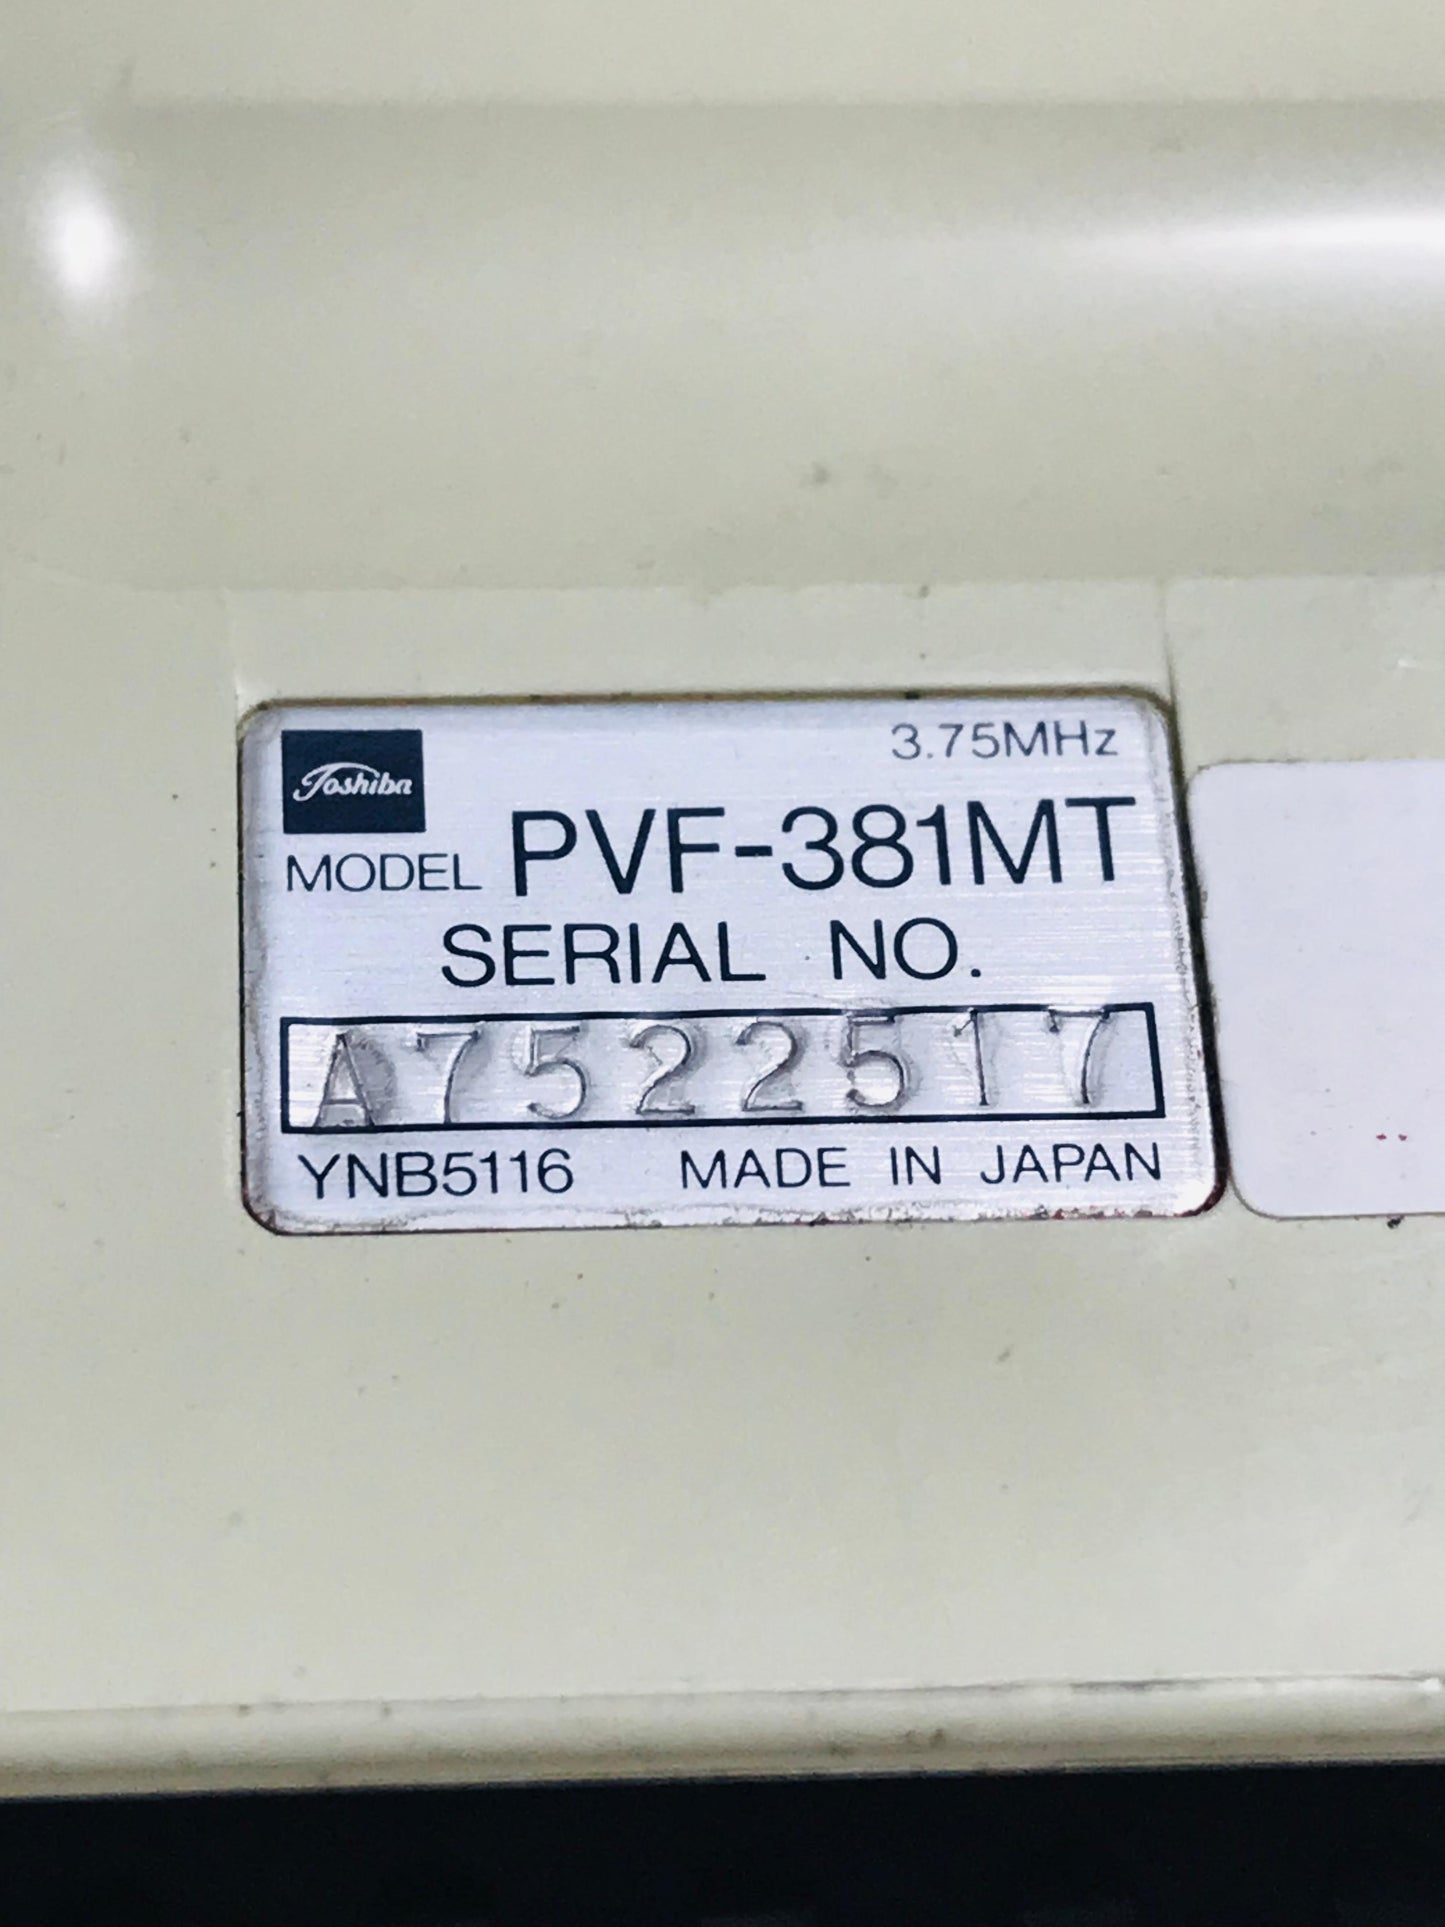 3.75MHz
Toshiba
MODEL PVF-381MT
SERIAL NO.
A7522517
YNB5116 MADE IN JAPAN